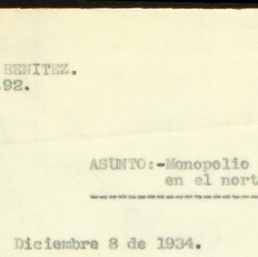 BENITEZ.
92.
ASUNTO:-Monopolio
en el nort
Diciembre 8 de 1934.